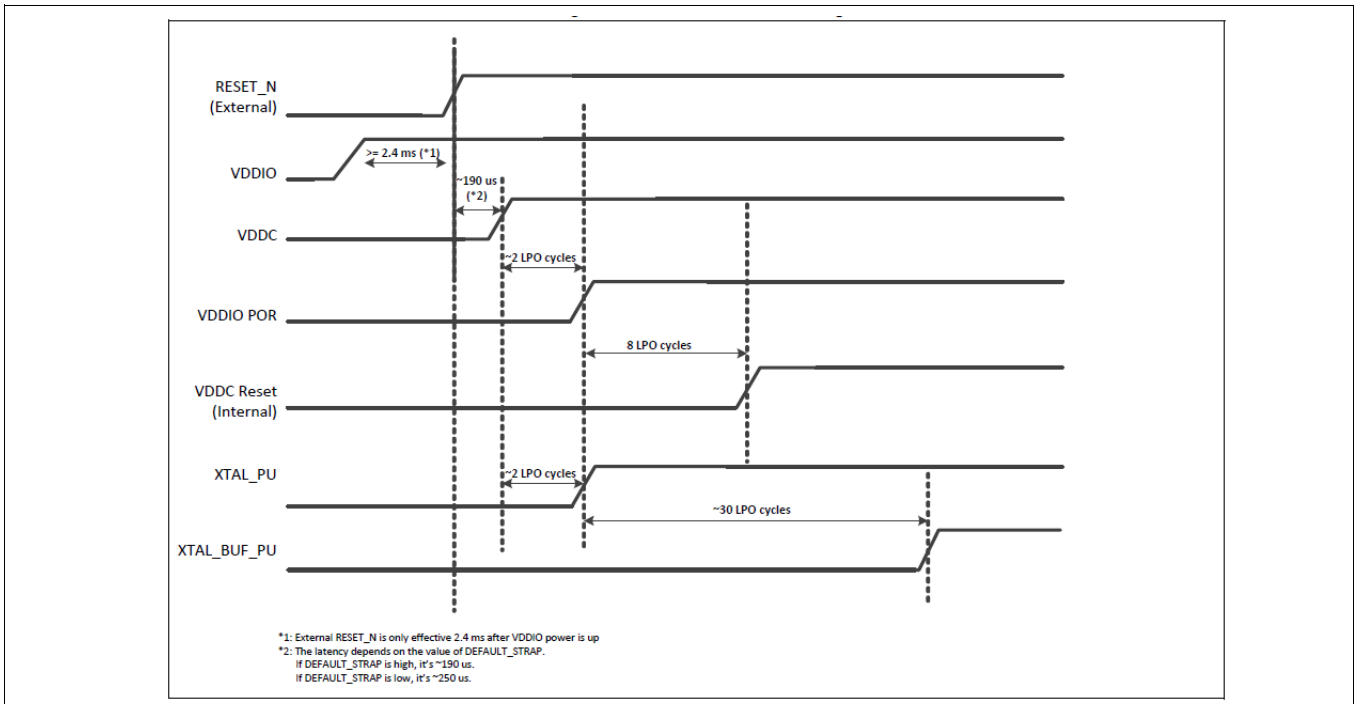 RESET_N
(External)
>= 2.4 ms (*1)
VDDIO
~190 us
(*2)
VDDC
~2 LPO cycles
VDDIO POR
8 LPO cycles
VDDC Reset
(Internal)
XTAL_PU
~2 LPO cycles
~30 LPO cycles
XTAL_BUF_PU
*1: External RESET_N is only effective 2.4 ms after VDDIO power is up
*2: The latency depends on the value of DEFAULT_STRAP.
If DEFAULT_STRAP is high, it's ~190 us.
If DEFAULT_STRAP is low, it's ~250 us.